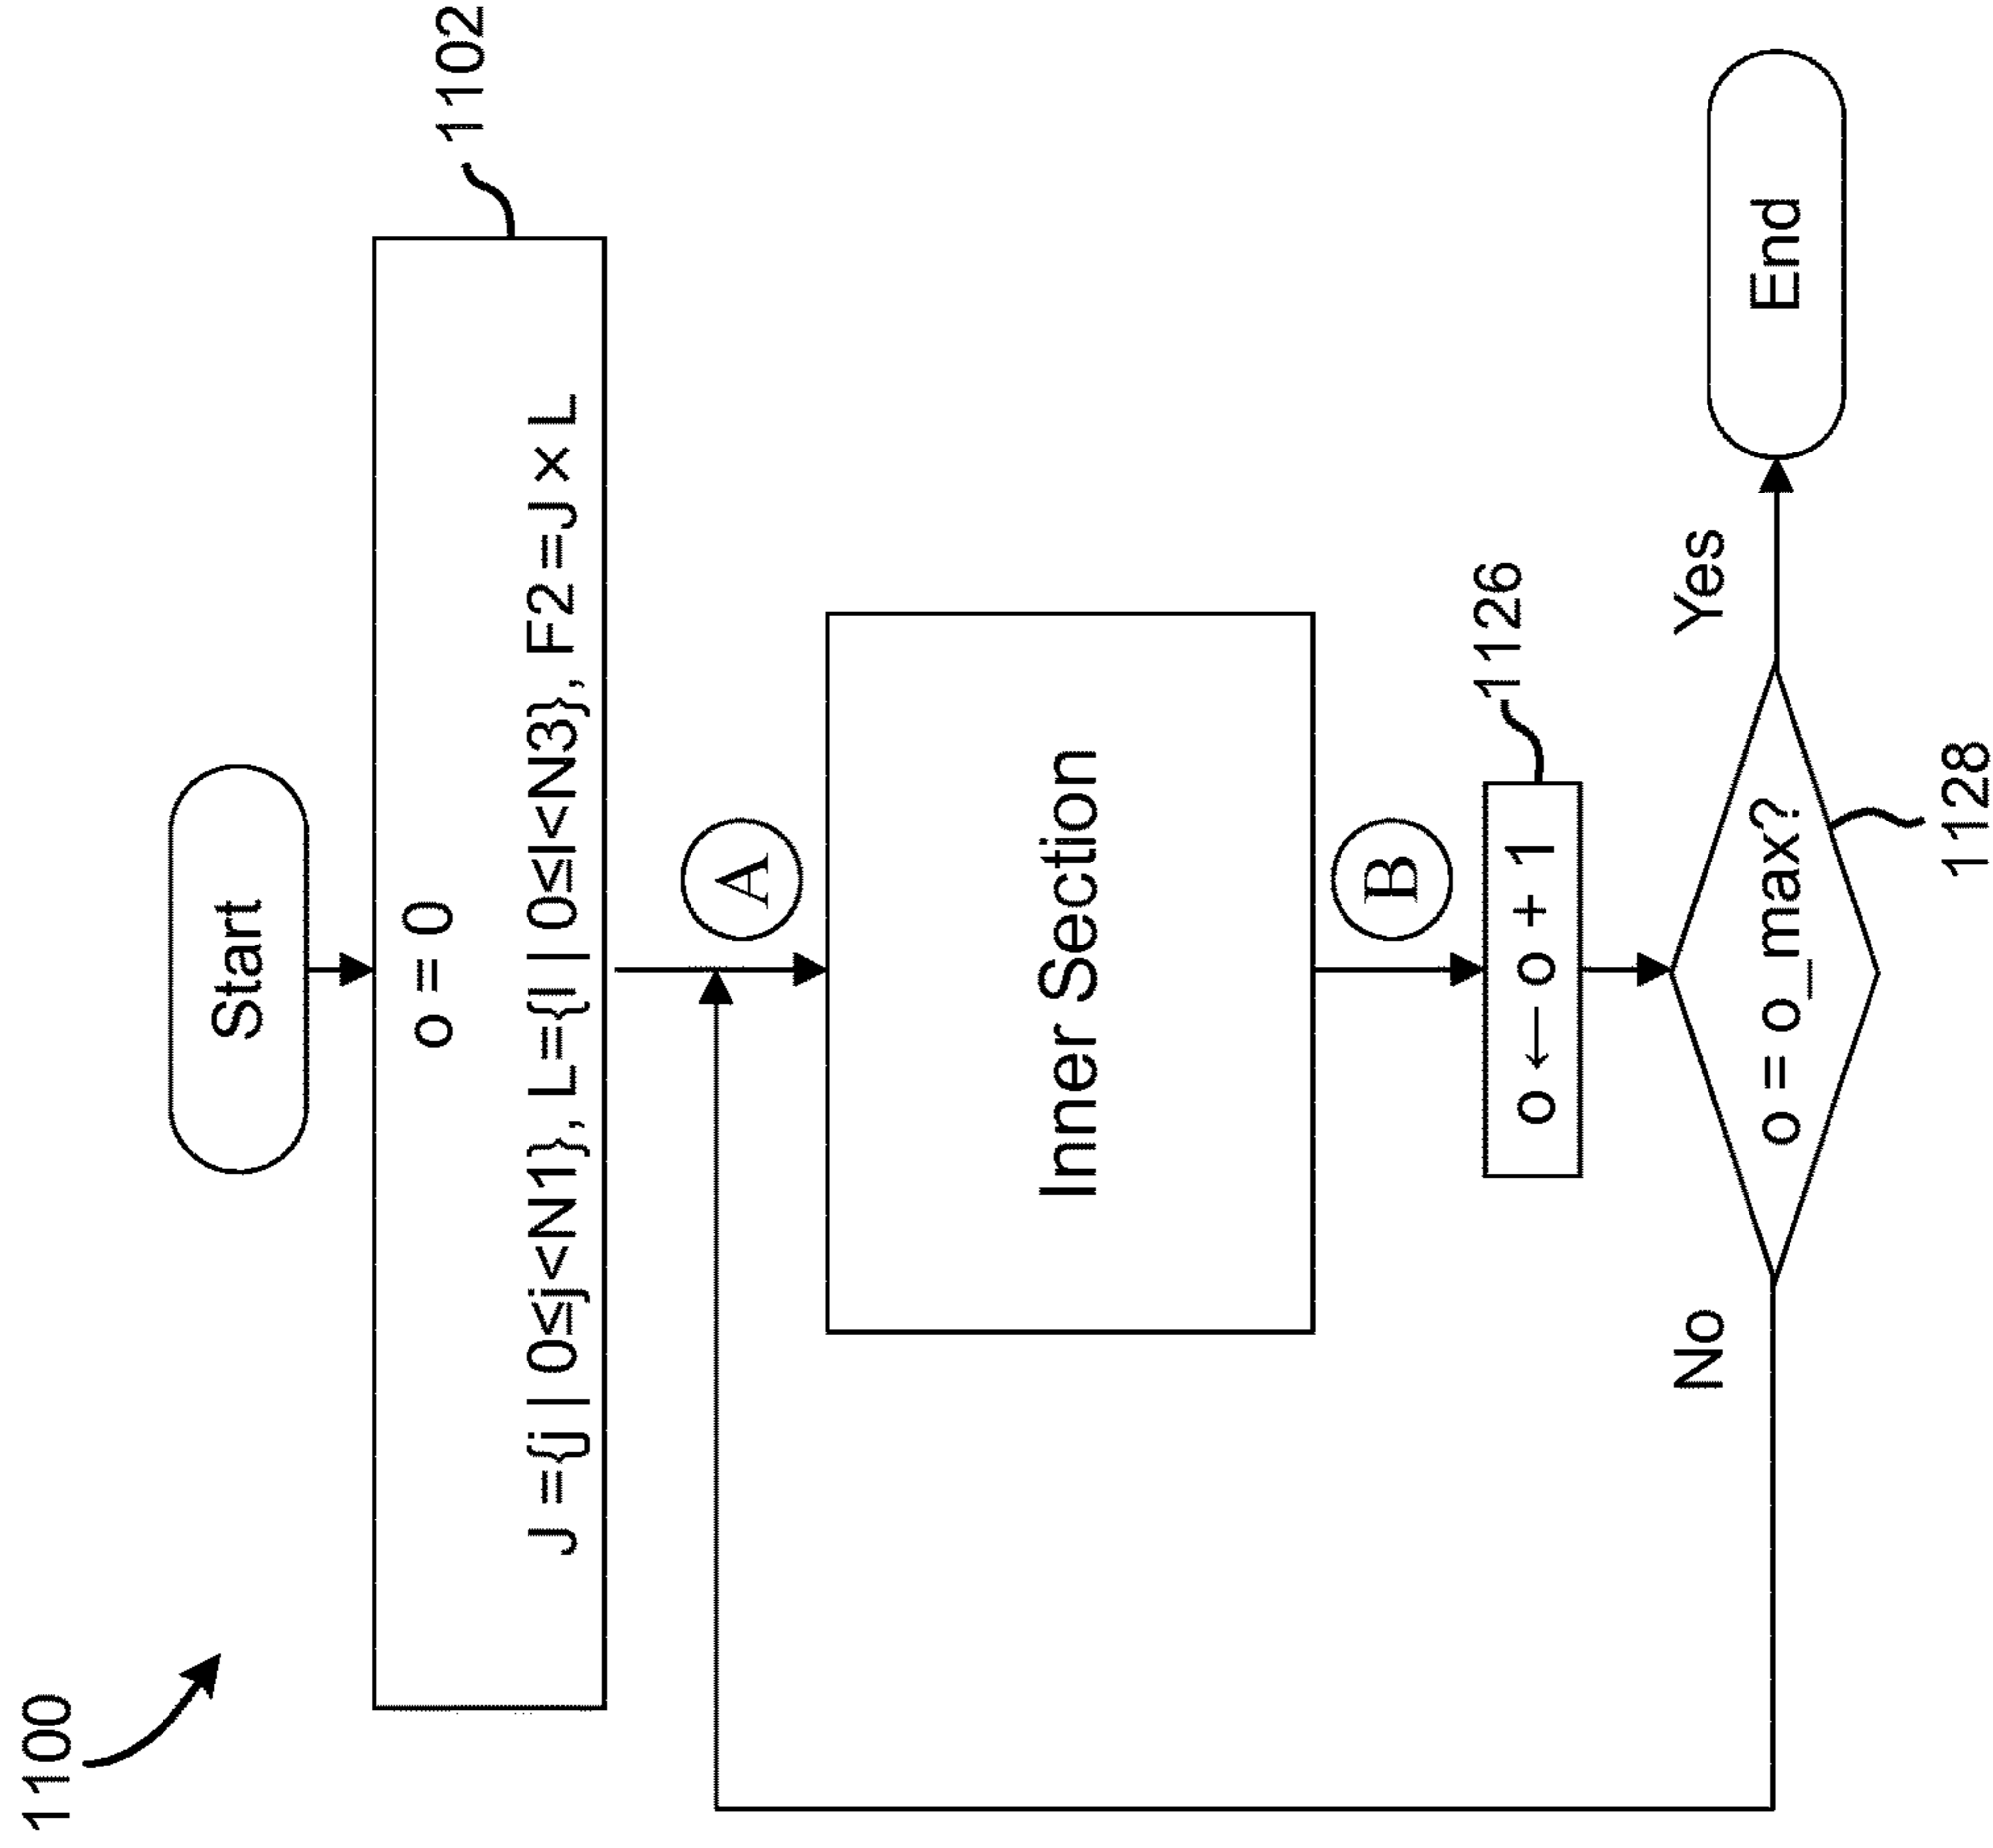 1100
Start
1102
o = 0
J ={j | 0≤j<N1}, L={l | 0≤l<N3}, F2 =J × L
A
Inner Section
B
1126
o ← o + 1
o = o_max?
1128
No
Yes
End